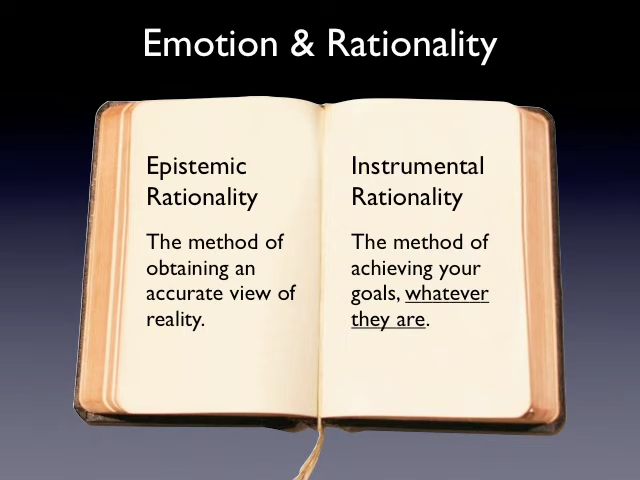 Emotion & Rationality
Epistemic
Rationality
The method of
obtaining an
accurate view of
reality.
Instrumental
Rationality
The method of
achieving your
goals, whatever
they are.